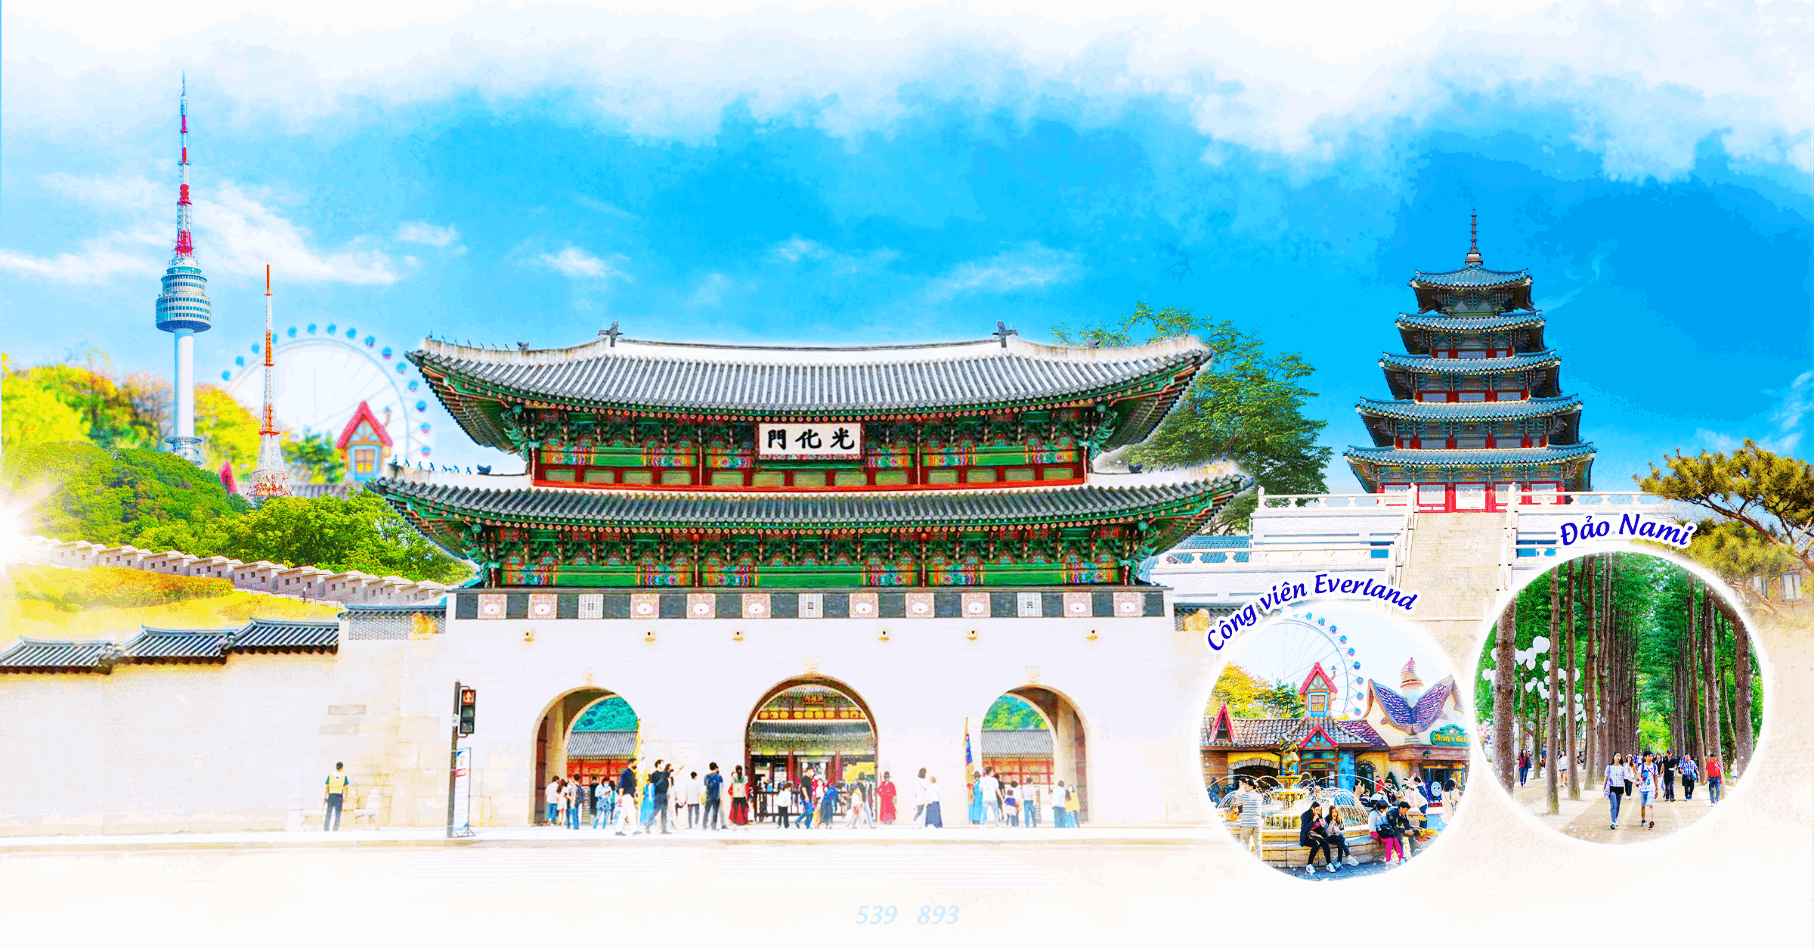 門化光
Đảo Nami
Công viên Everland
539 893